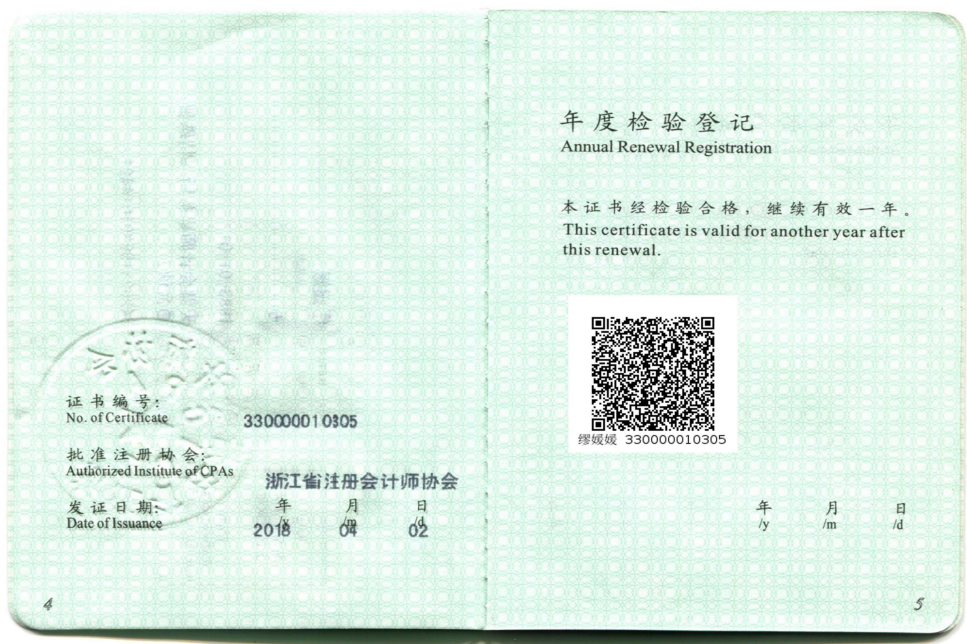 证书编号:
No. of Certificate
330000010305
批准注册协会:
Authorized Institute of CPAs
浙江省注册会计师协会
发证日期:
Date of Issuance
年 月 日
/y /m /d
2018 04 02
4
年度检验登记
Annual Renewal Registration
本证书经检验合格，继续有效一年。
This certificate is valid for another year after
this renewal.
缪媛媛 330000010305
年 月 日
/y /m /d
5